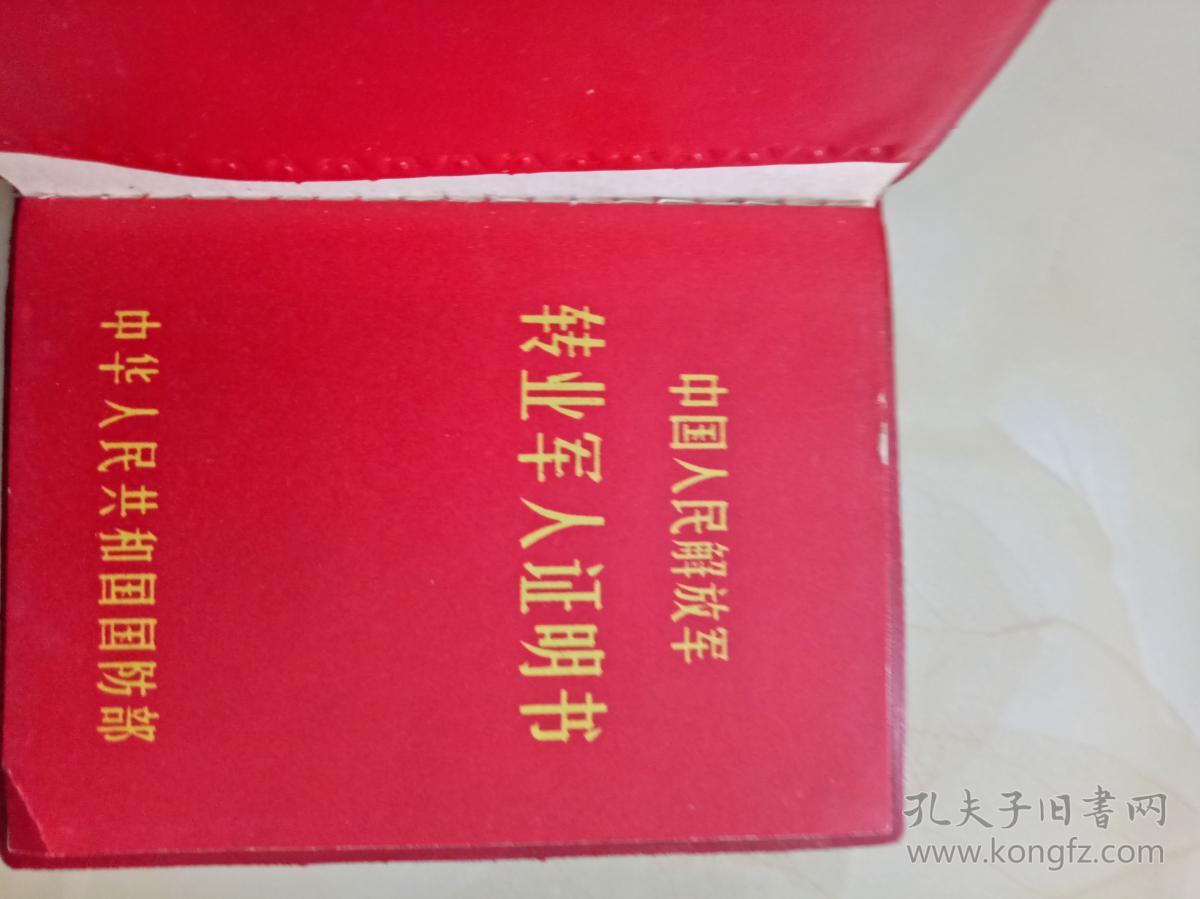 中国人民解放军
转业军人证明书
中华人民共和国国防部
孔夫子旧書网
www.kongfz.com